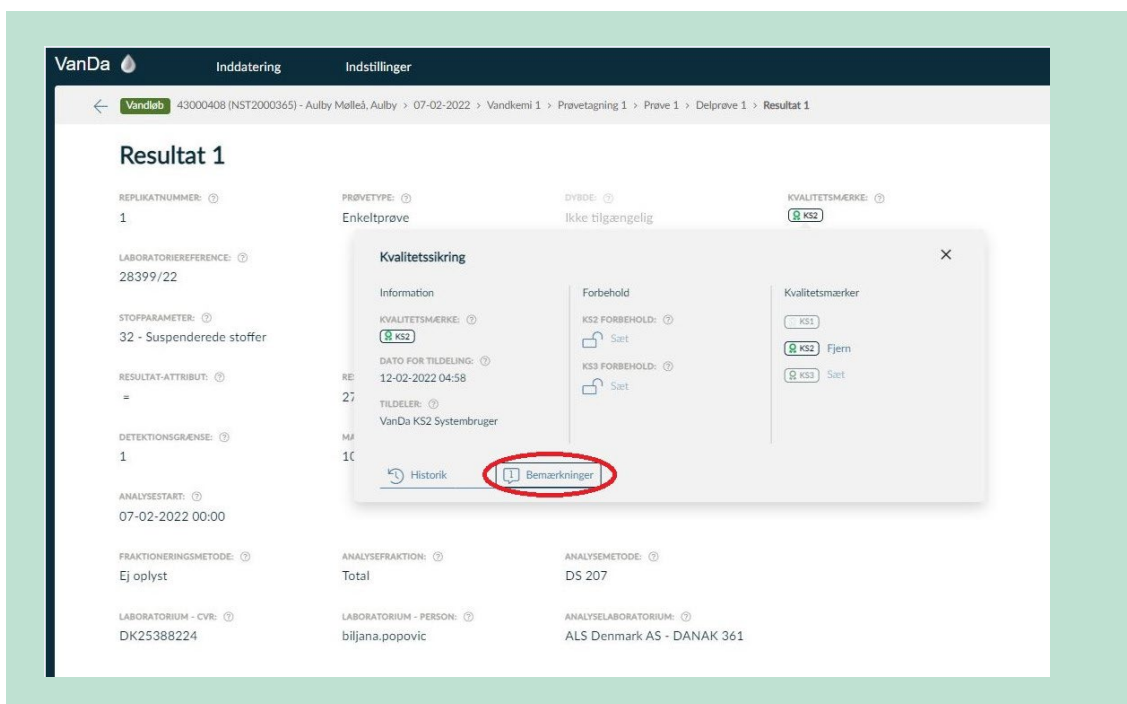 VanDa Inddatering Indstillinger
Vandløb 43000408 (NST2000365) - Aulby Mølleå, Aulby > 07-02-2022 > Vandkemi 1 > Prøvetagning 1 > Prøve 1 > Delprøve 1 > Resultat 1
Resultat 1
REPLIKATNUMMER: PRØVETYPE: DYBDE: KVALITETSMÆRKE:
1 Enkeltprøve Ikke tilgængelig KS2
LABORATORIEREFERENCE:
28399/22
STOFPARAMETER:
32 - Suspenderede stoffer
RESULTAT-ATTRIBUT: RE
= 27
DETEKTIONSGRÆNSE: MA
1 10
ANALYSESTART:
07-02-2022 00:00
Kvalitetssikring
Information
KVALITETSMÆRKE:
KS2
DATO FOR TILDELING:
12-02-2022 04:58
TILDELER:
VanDa KS2 Systembruger
Forbehold
KS2 FORBEHOLD:
Sæt
KS3 FORBEHOLD:
Sæt
Kvalitetsmærker
KS1
KS2 Fjern
KS3 Sæt
Historik 1 Bemærkninger
FRAKTIONERINGSMETODE: ANALYSEFRAKTION: ANALYSEMETODE:
Ej oplyst Total DS 207
LABORATORIUM - CVR: LABORATORIUM - PERSON: ANALYSELABORATORIUM:
DK25388224 biljana.popovic ALS Denmark AS - DANAK 361